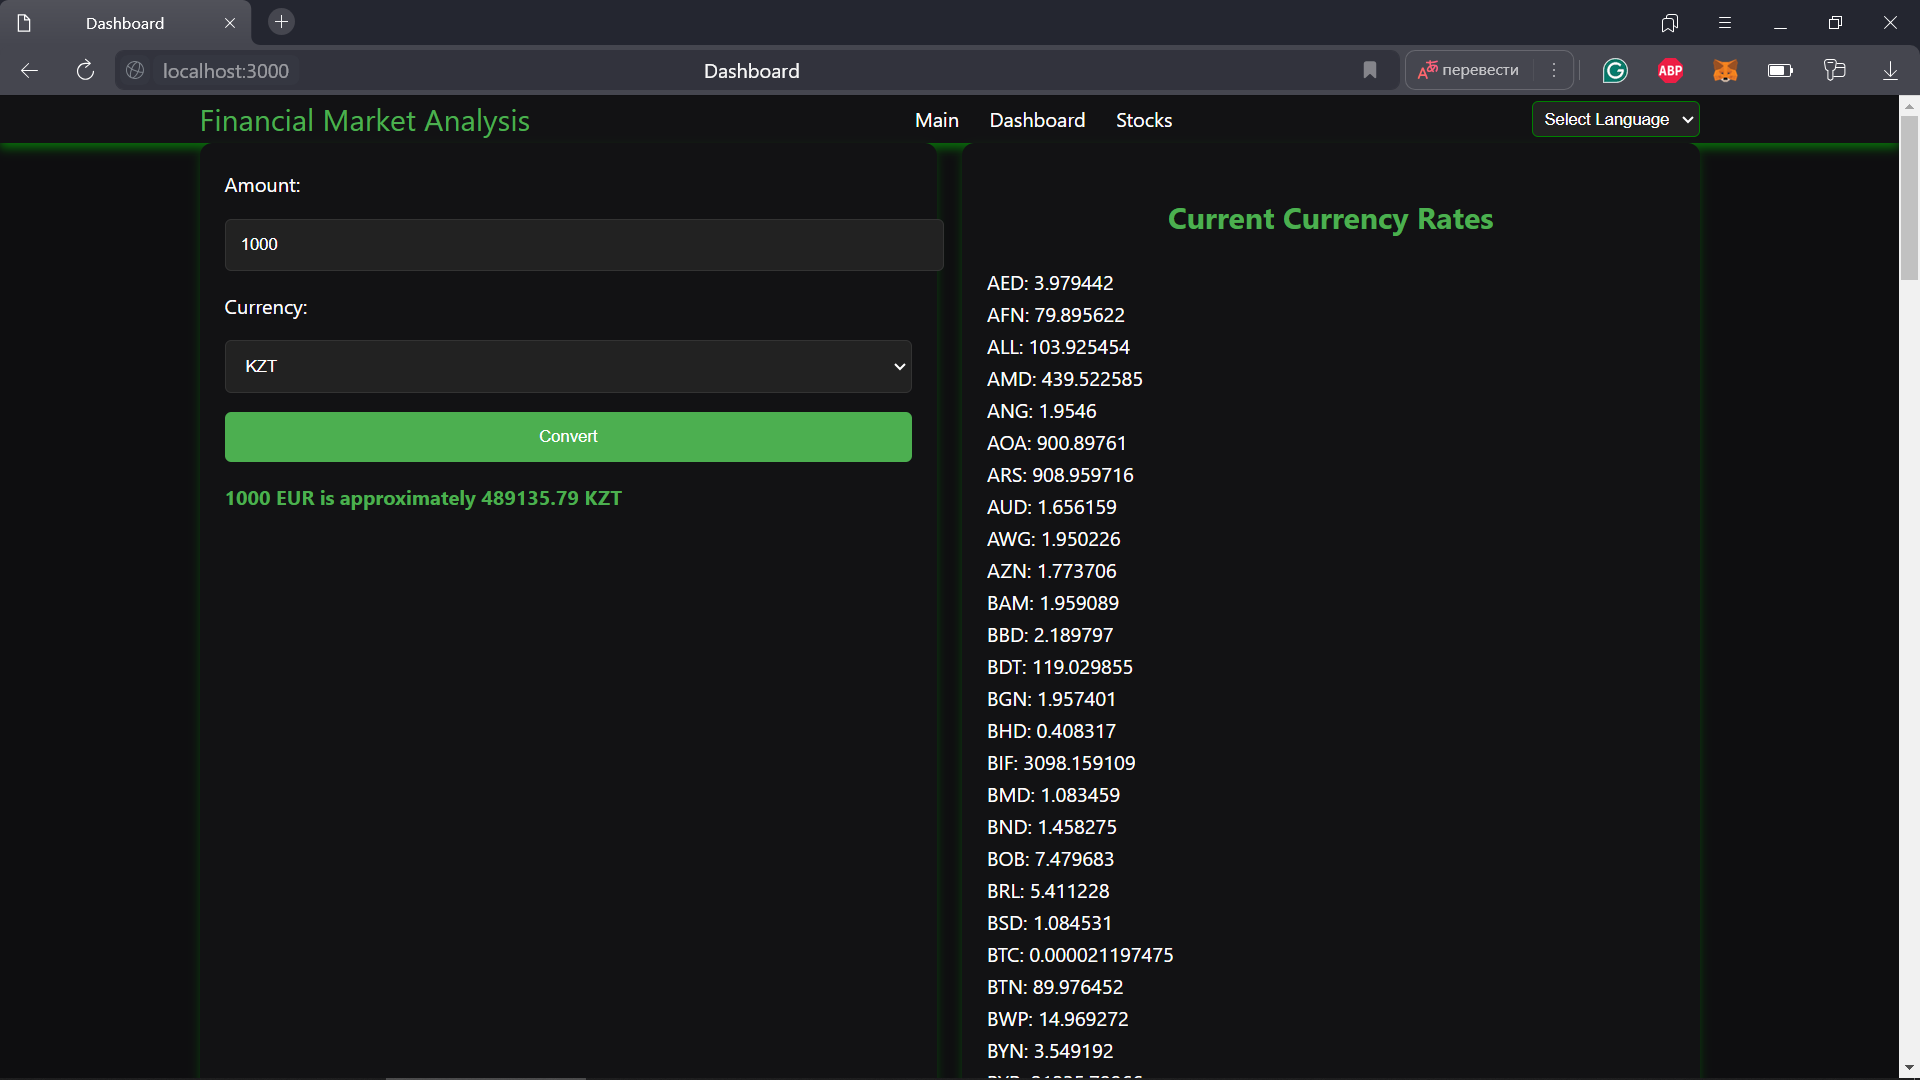 Dashboard
localhost:3000
Dashboard
перевести
ABP
Financial Market Analysis
Main
Dashboard
Stocks
Select Language
Amount:
1000
Currency:
KZT
Convert
1000 EUR is approximately 489135.79 KZT
Current Currency Rates
AED: 3.979442
AFN: 79.895622
ALL: 103.925454
AMD: 439.522585
ANG: 1.9546
AOA: 900.89761
ARS: 908.959716
AUD: 1.656159
AWG: 1.950226
AZN: 1.773706
BAM: 1.959089
BBD: 2.189797
BDT: 119.029855
BGN: 1.957401
BHD: 0.408317
BIF: 3098.159109
BMD: 1.083459
BND: 1.458275
BOB: 7.479683
BRL: 5.411228
BSD: 1.084531
BTC: 0.000021197475
BTN: 89.976452
BWP: 14.969272
BYN: 3.549192